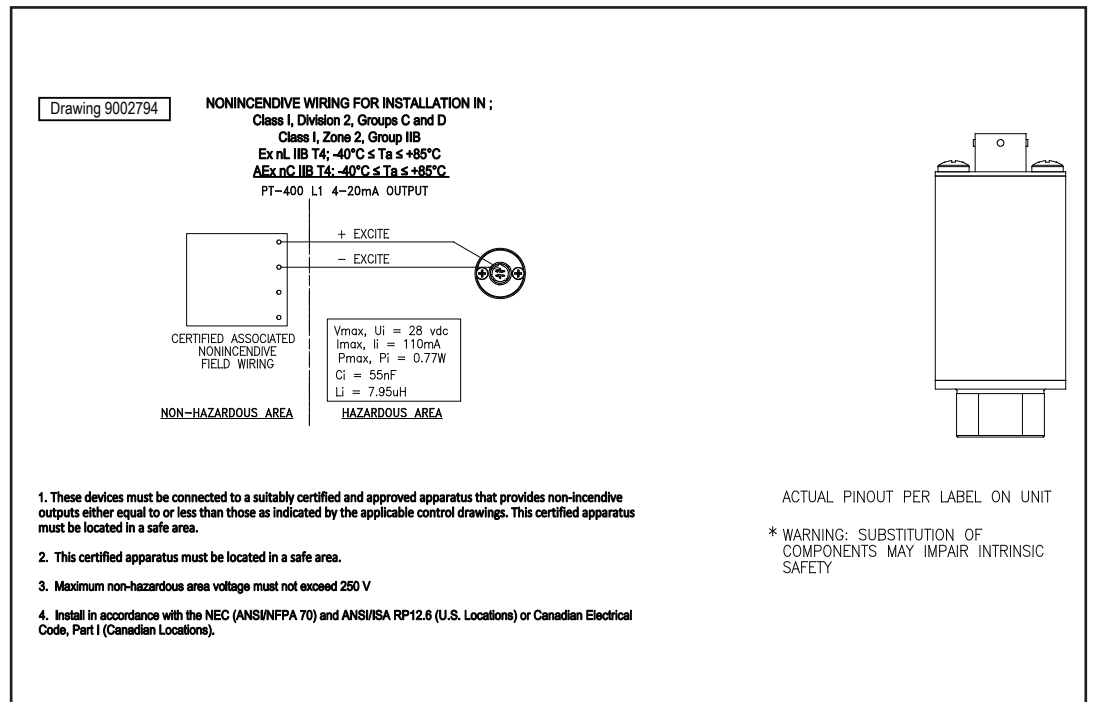 Drawing 9002794
NONINCENDIVE WIRING FOR INSTALLATION IN ;
Class I, Division 2, Groups C and D
Class I, Zone 2, Group IIB
Ex nL IIB T4; -40°C ≤ Ta ≤ +85°C
AEx nC IIB T4: -40°C ≤ Ta ≤ +85°C
PT-400 L1 4-20mA OUTPUT
+ EXCITE
- EXCITE
CERTIFIED ASSOCIATED
NONINCENDIVE
FIELD WIRING
Vmax, Ui = 28 vdc
Imax, Ii = 110mA
Pmax, Pi = 0.77W
Ci = 55nF
Li = 7.95uH
NON-HAZARDOUS AREA
HAZARDOUS AREA
1. These devices must be connected to a suitably certified and approved apparatus that provides non-incendive
outputs either equal to or less than those as indicated by the applicable control drawings. This certified apparatus
must be located in a safe area.
2. This certified apparatus must be located in a safe area.
3. Maximum non-hazardous area voltage must not exceed 250 V
4. Install in accordance with the NEC (ANSI/NFPA 70) and ANSI/ISA RP12.6 (U.S. Locations) or Canadian Electrical
Code, Part I (Canadian Locations).
ACTUAL PINOUT PER LABEL ON UNIT
* WARNING: SUBSTITUTION OF
COMPONENTS MAY IMPAIR INTRINSIC
SAFETY